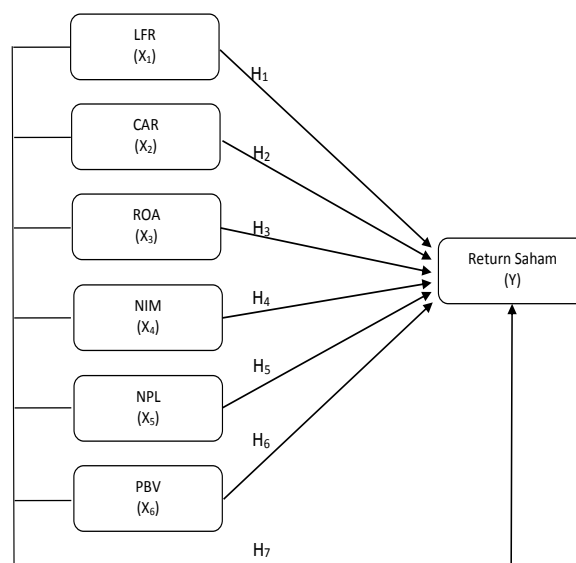 LFR
(X₁)
H₁
CAR
(X₂)
H₂
ROA
(X₃)
H₃
Return Saham
(Y)
NIM
(X₄)
H₄
NPL
(X₅)
H₅
PBV
(X₆)
H₆
H₇